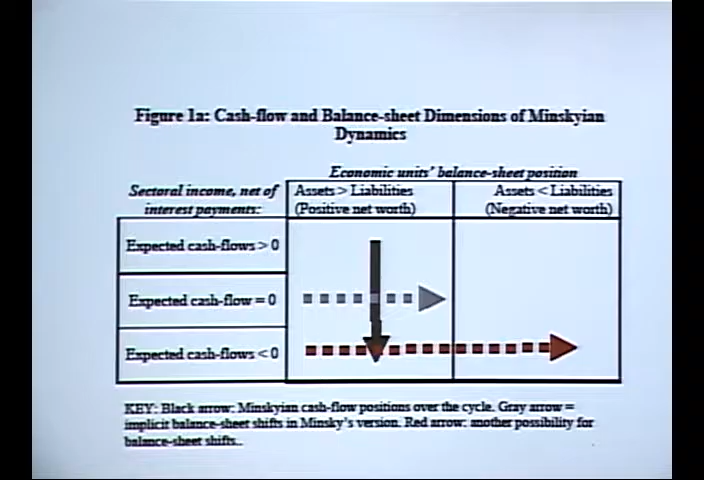 Figure 1a: Cash-flow and Balance-sheet Dimensions of Minskyian
Dynamics
Economic units' balance-sheet position
Sectoral income, net of
interest payments:
Assets > Liabilities
(Positive net worth)
Assets < Liabilities
(Negative net worth)
Expected cash-flows > 0
Expected cash-flow = 0
Expected cash-flows < 0
KEY: Black arrow: Minskyian cash-flow positions over the cycle. Gray arrow =
implicit balance-sheet shifts in Minsky's version. Red arrow: another possibility for
balance-sheet shifts.